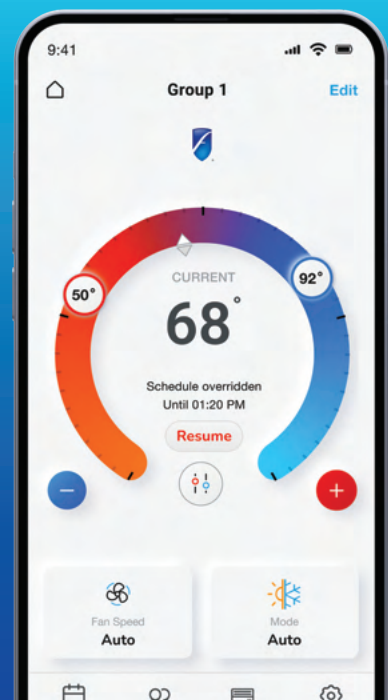 9:41
Group 1
Edit
50°
92°
CURRENT
68°
Schedule overridden
Until 01:20 PM
Resume
−
+
Fan Speed
Auto
Mode
Auto